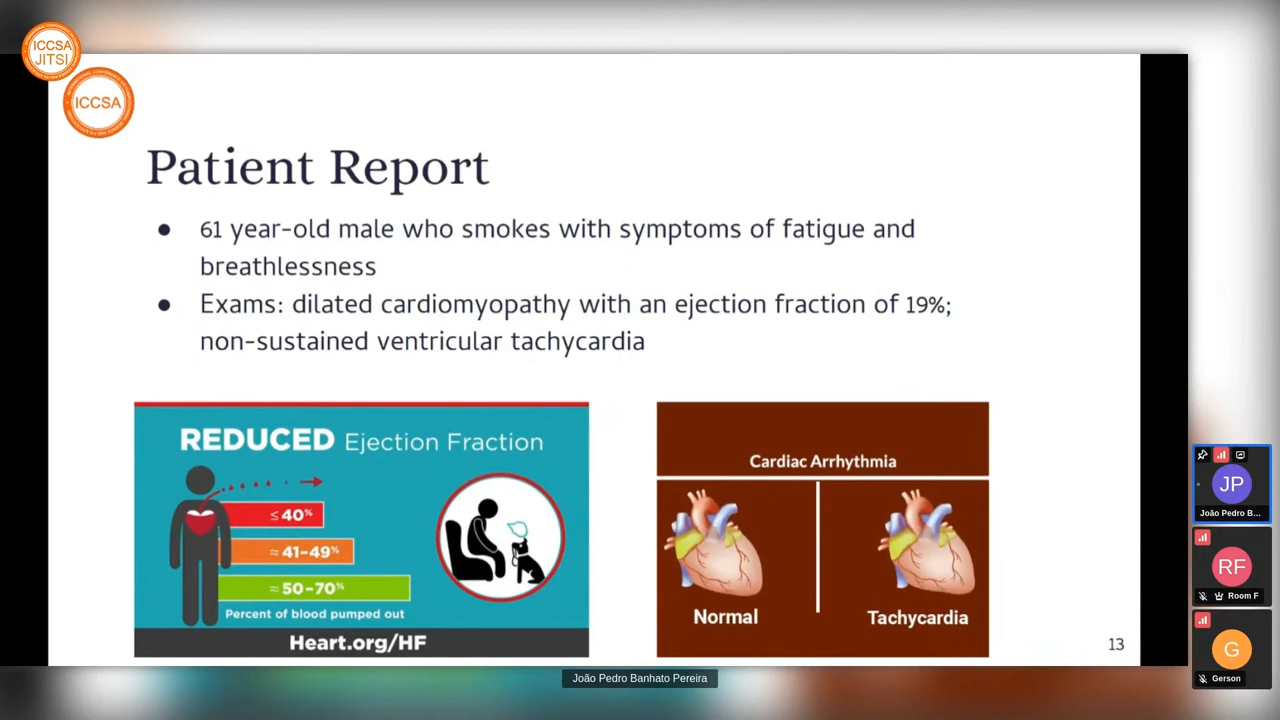 ICCSA
JITSI
ICCSA
Patient Report
● 61 year-old male who smokes with symptoms of fatigue and
breathlessness
● Exams: dilated cardiomyopathy with an ejection fraction of 19%;
non-sustained ventricular tachycardia
REDUCED Ejection Fraction
≤ 40%
≈ 41-49%
≈ 50-70%
Percent of blood pumped out
Heart.org/HF
Cardiac Arrhythmia
Normal
Tachycardia
13
JP
João Pedro B...
RF
Room F
G
Gerson
João Pedro Banhato Pereira